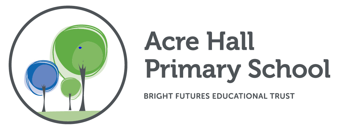 Acre Hall
Primary School
BRIGHT FUTURES EDUCATIONAL TRUST